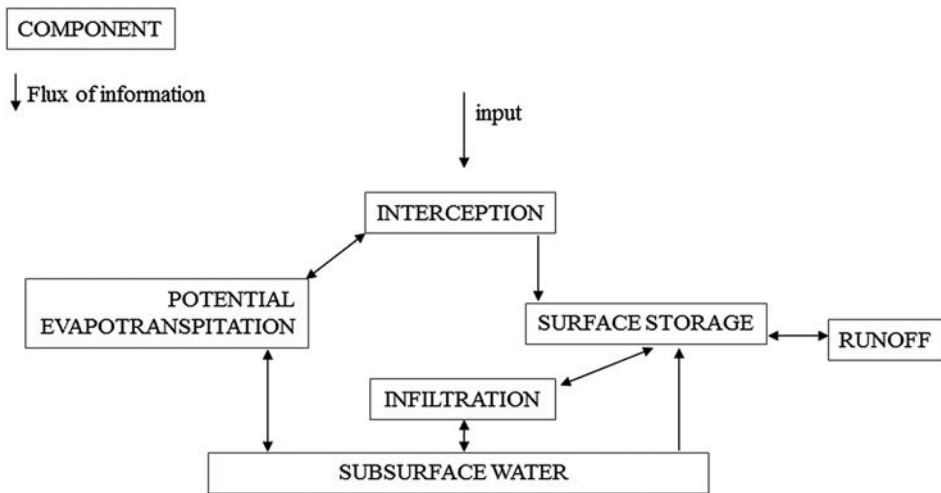 COMPONENT
Flux of information
input
INTERCEPTION
POTENTIAL
EVAPOTRANSPITATION
SURFACE STORAGE
RUNOFF
INFILTRATION
SUBSURFACE WATER